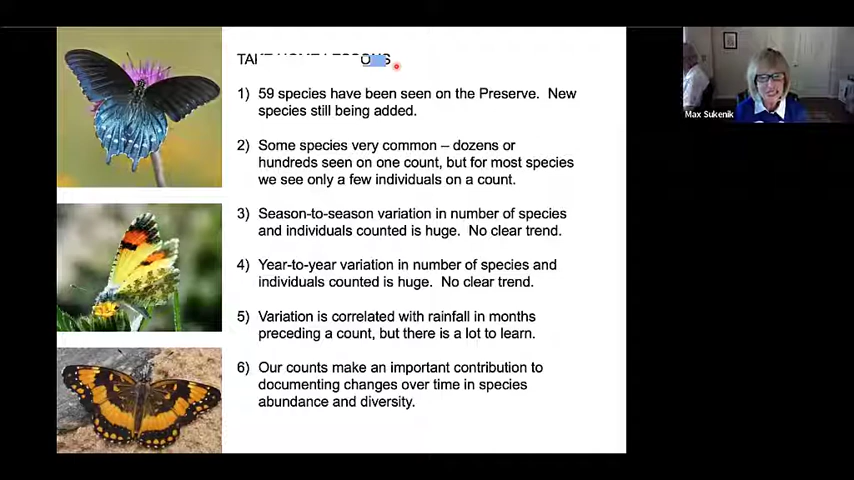 TAKE HOME LESSONS
1) 59 species have been seen on the Preserve. New
species still being added.
2) Some species very common – dozens or
hundreds seen on one count, but for most species
we see only a few individuals on a count.
3) Season-to-season variation in number of species
and individuals counted is huge. No clear trend.
4) Year-to-year variation in number of species and
individuals counted is huge. No clear trend.
5) Variation is correlated with rainfall in months
preceding a count, but there is a lot to learn.
6) Our counts make an important contribution to
documenting changes over time in species
abundance and diversity.
Max Sukenik